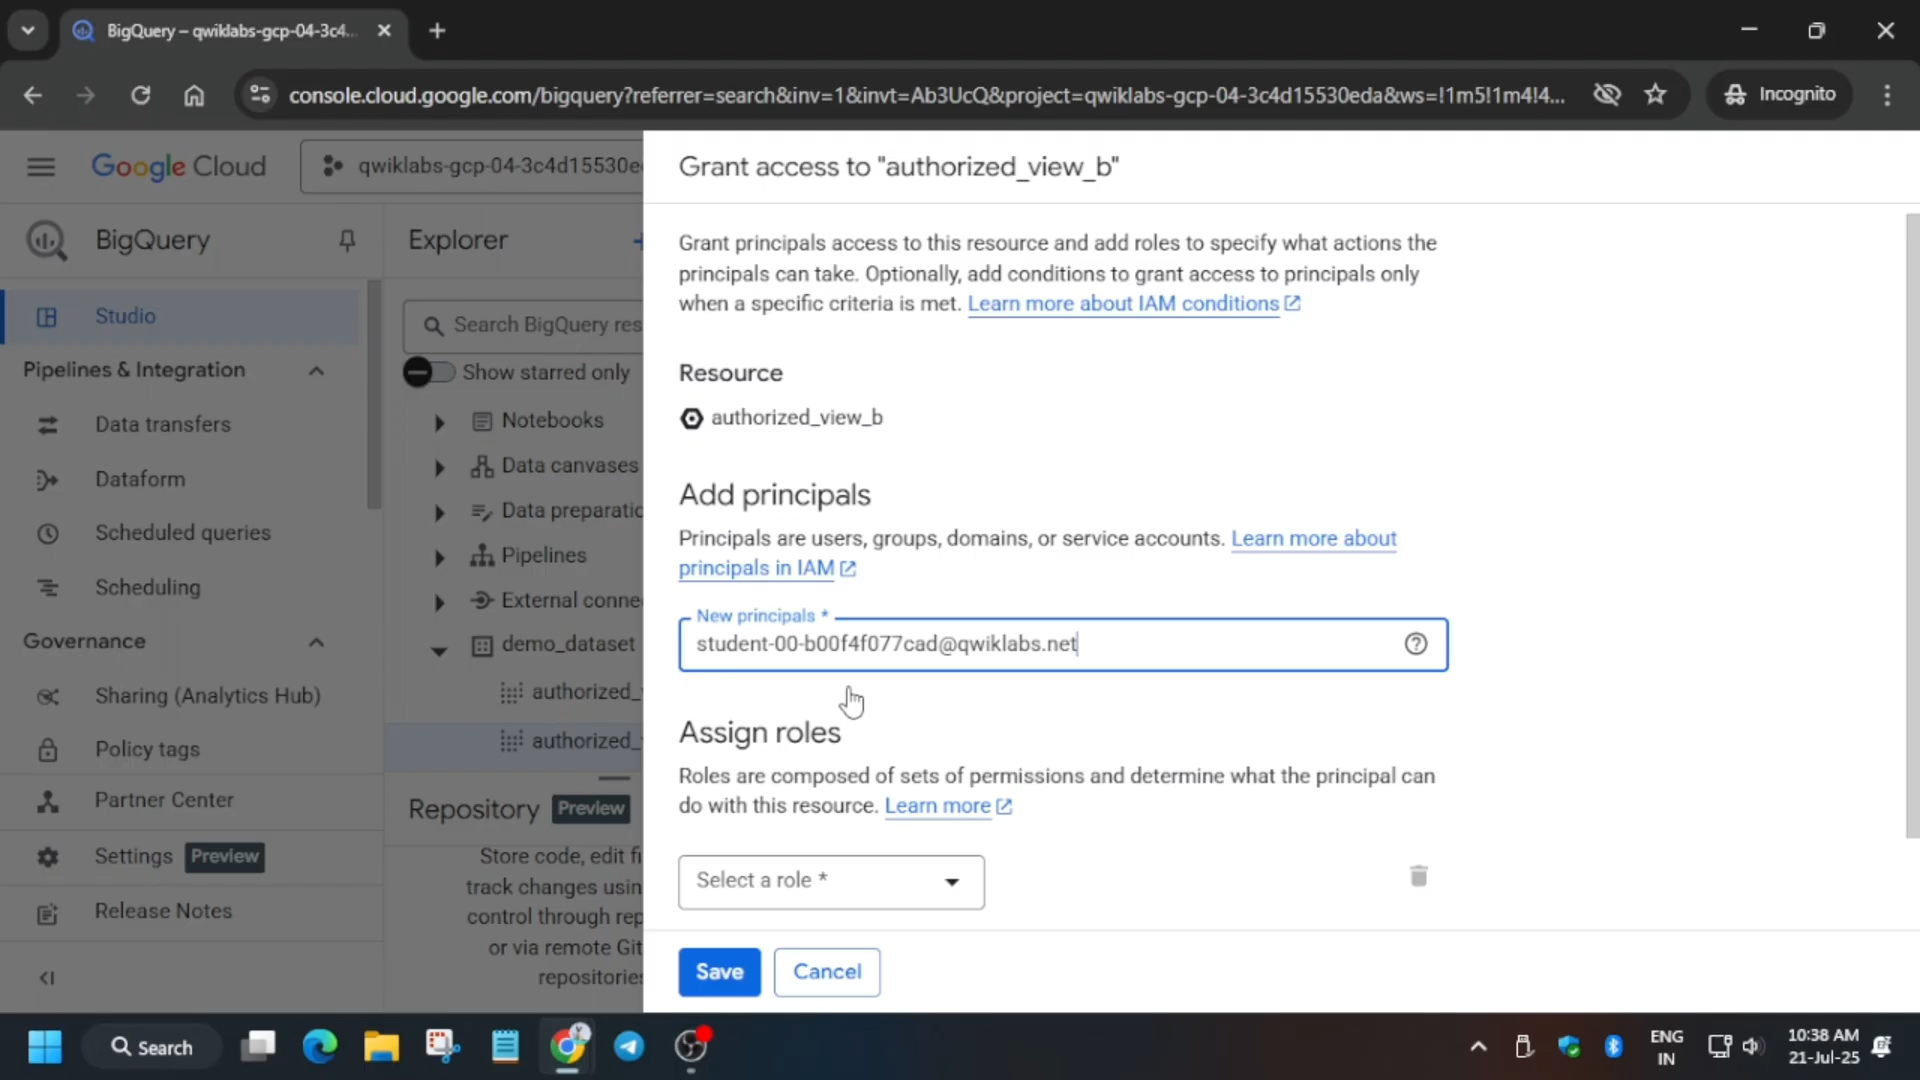 BigQuery – qwiklabs-gcp-04-3c4...
console.cloud.google.com/bigquery?referrer=search&inv=1&invt=Ab3UcQ&project=qwiklabs-gcp-04-3c4d15530eda&ws=!1m5!1m4!4...
Incognito
Google Cloud
qwiklabs-gcp-04-3c4d15530e
BigQuery
Studio
Pipelines & Integration
Data transfers
Dataform
Scheduled queries
Scheduling
Governance
Sharing (Analytics Hub)
Policy tags
Partner Center
Settings Preview
Release Notes
Explorer
Search BigQuery res
Show starred only
Notebooks
Data canvases
Data preparatio
Pipelines
External conne
demo_dataset
authorized_
authorized_
Repository Preview
Store code, edit fi
track changes usin
control through rep
or via remote Git
repositories
Grant access to "authorized_view_b"
Grant principals access to this resource and add roles to specify what actions the
principals can take. Optionally, add conditions to grant access to principals only
when a specific criteria is met. Learn more about IAM conditions
Resource
authorized_view_b
Add principals
Principals are users, groups, domains, or service accounts. Learn more about
principals in IAM
New principals *
student-00-b00f4f077cad@qwiklabs.net
Assign roles
Roles are composed of sets of permissions and determine what the principal can
do with this resource. Learn more
Select a role *
Save
Cancel
Search
ENG
IN
10:38 AM
21-Jul-25